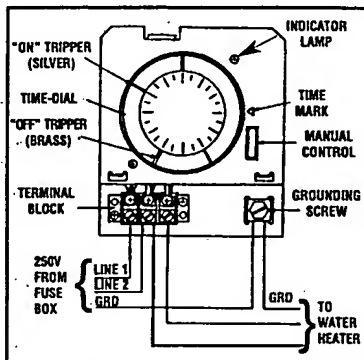 INDICATOR
LAMP
"ON" TRIPPER
(SILVER)
TIME-DIAL
TIME
MARK
"OFF" TRIPPER
(BRASS)
MANUAL
CONTROL
TERMINAL
BLOCK
GROUNDING
SCREW
250V
FROM
FUSE
BOX
LINE 1
LINE 2
GRD
GRD
TO
WATER
HEATER